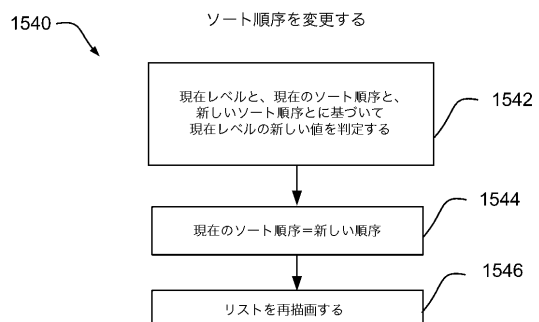 ソート順序を変更する
1540
現在レベルと、現在のソート順序と、
新しいソート順序とに基づいて
現在レベルの新しい値を判定する
1542
1544
現在のソート順序＝新しい順序
1546
リストを再描画する